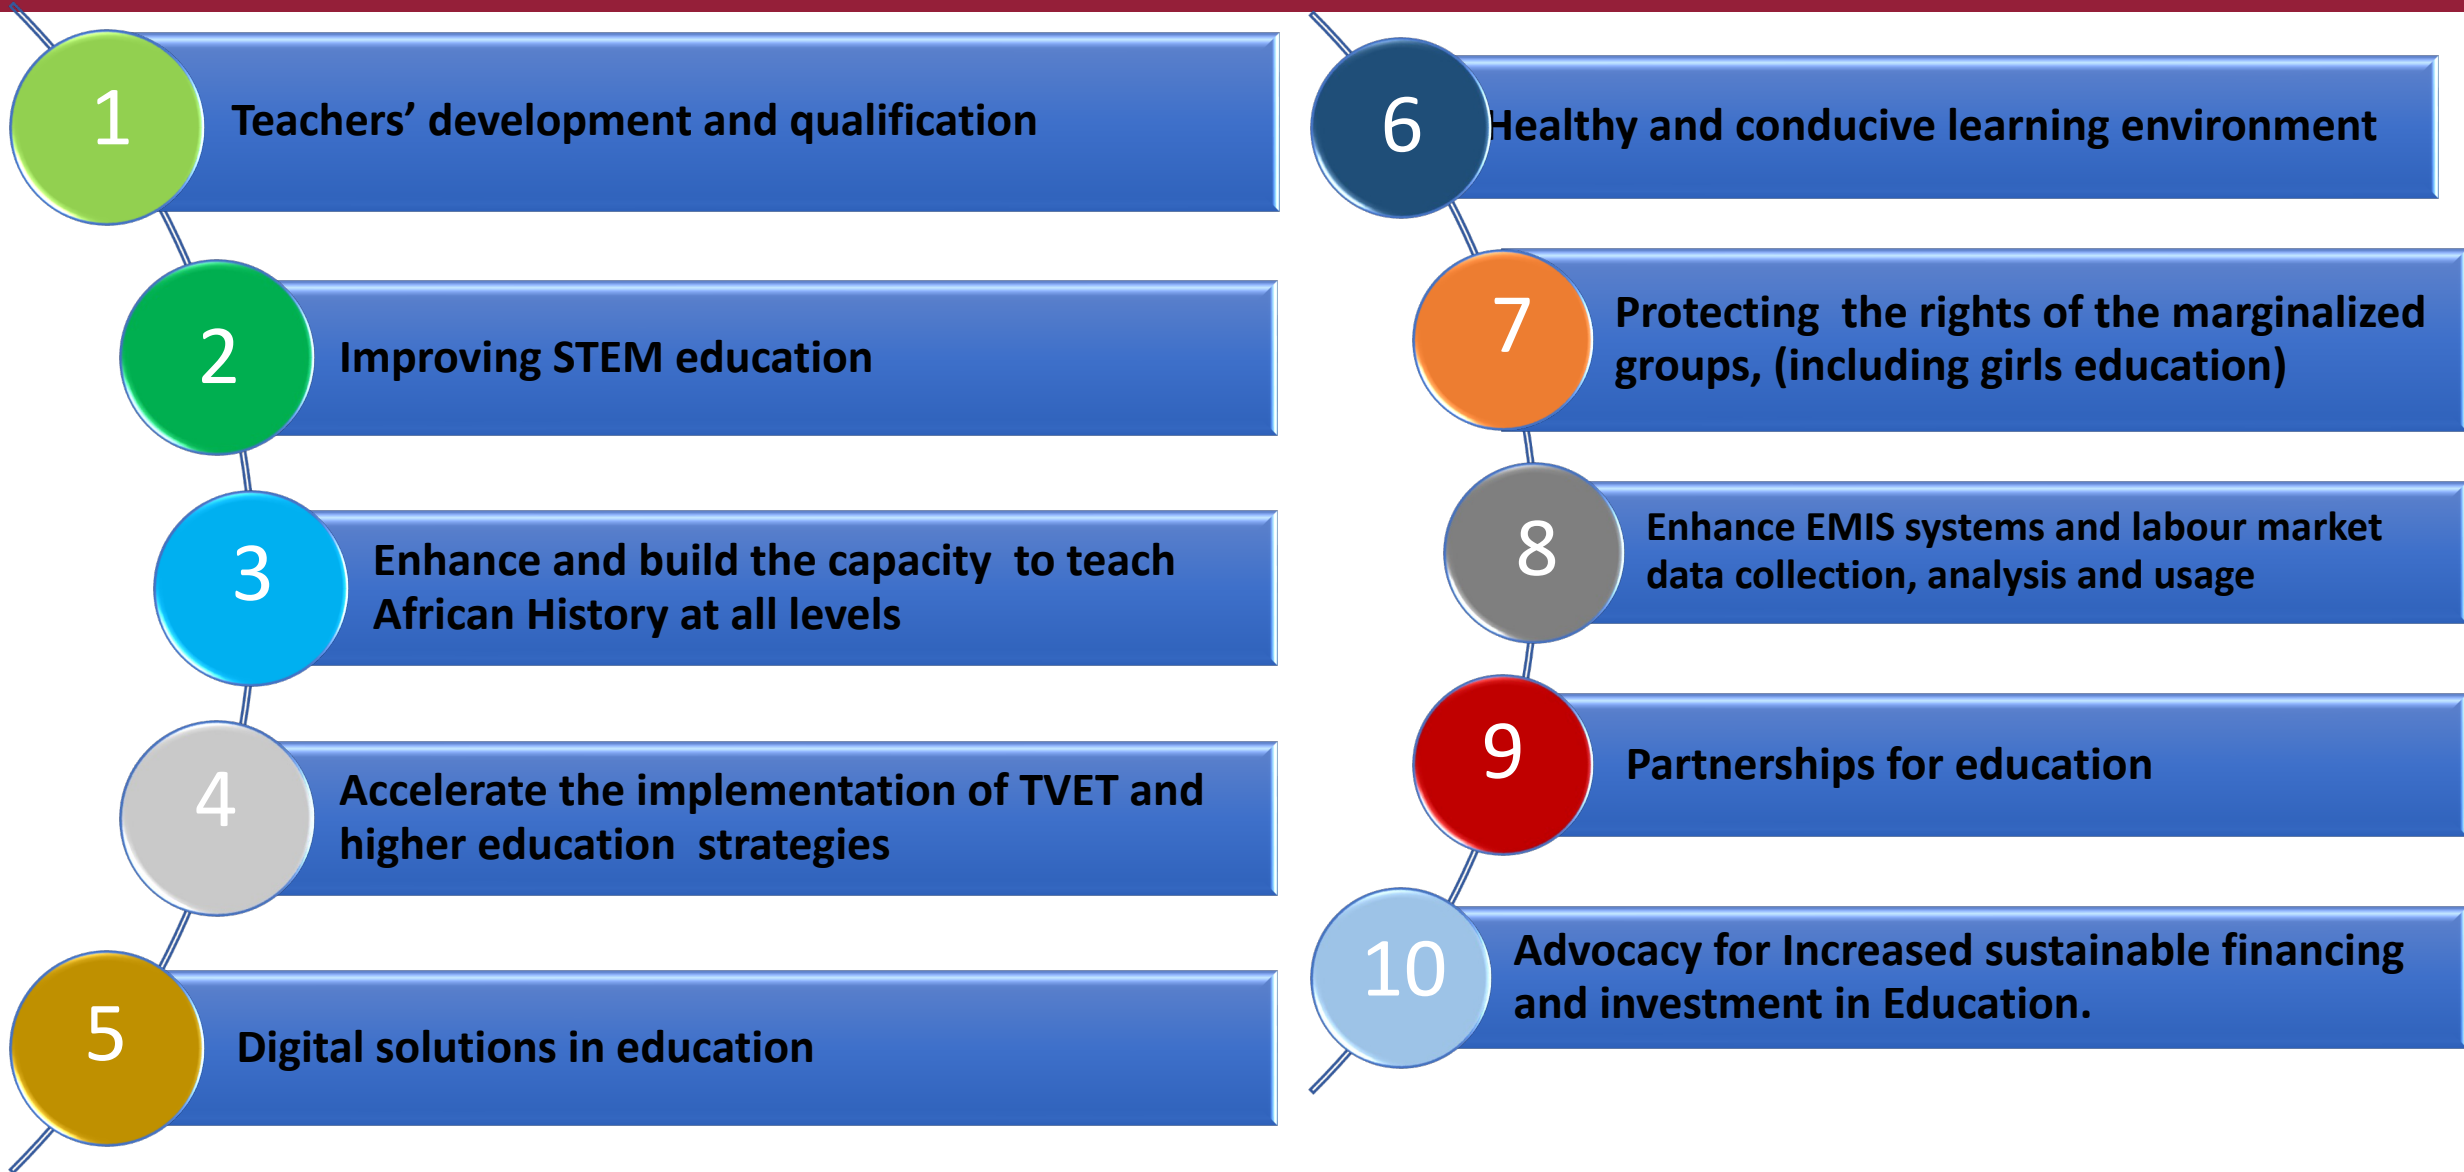 1
Teachers’ development and qualification
2
Improving STEM education
3
Enhance and build the capacity  to teach
African History at all levels
4
Accelerate the implementation of TVET and
higher education  strategies
5
Digital solutions in education
6
Healthy and conducive learning environment
7
Protecting  the rights of the marginalized
groups, (including girls education)
8
Enhance EMIS systems and labour market
data collection, analysis and usage
9
Partnerships for education
10
Advocacy for Increased sustainable financing
and investment in Education.